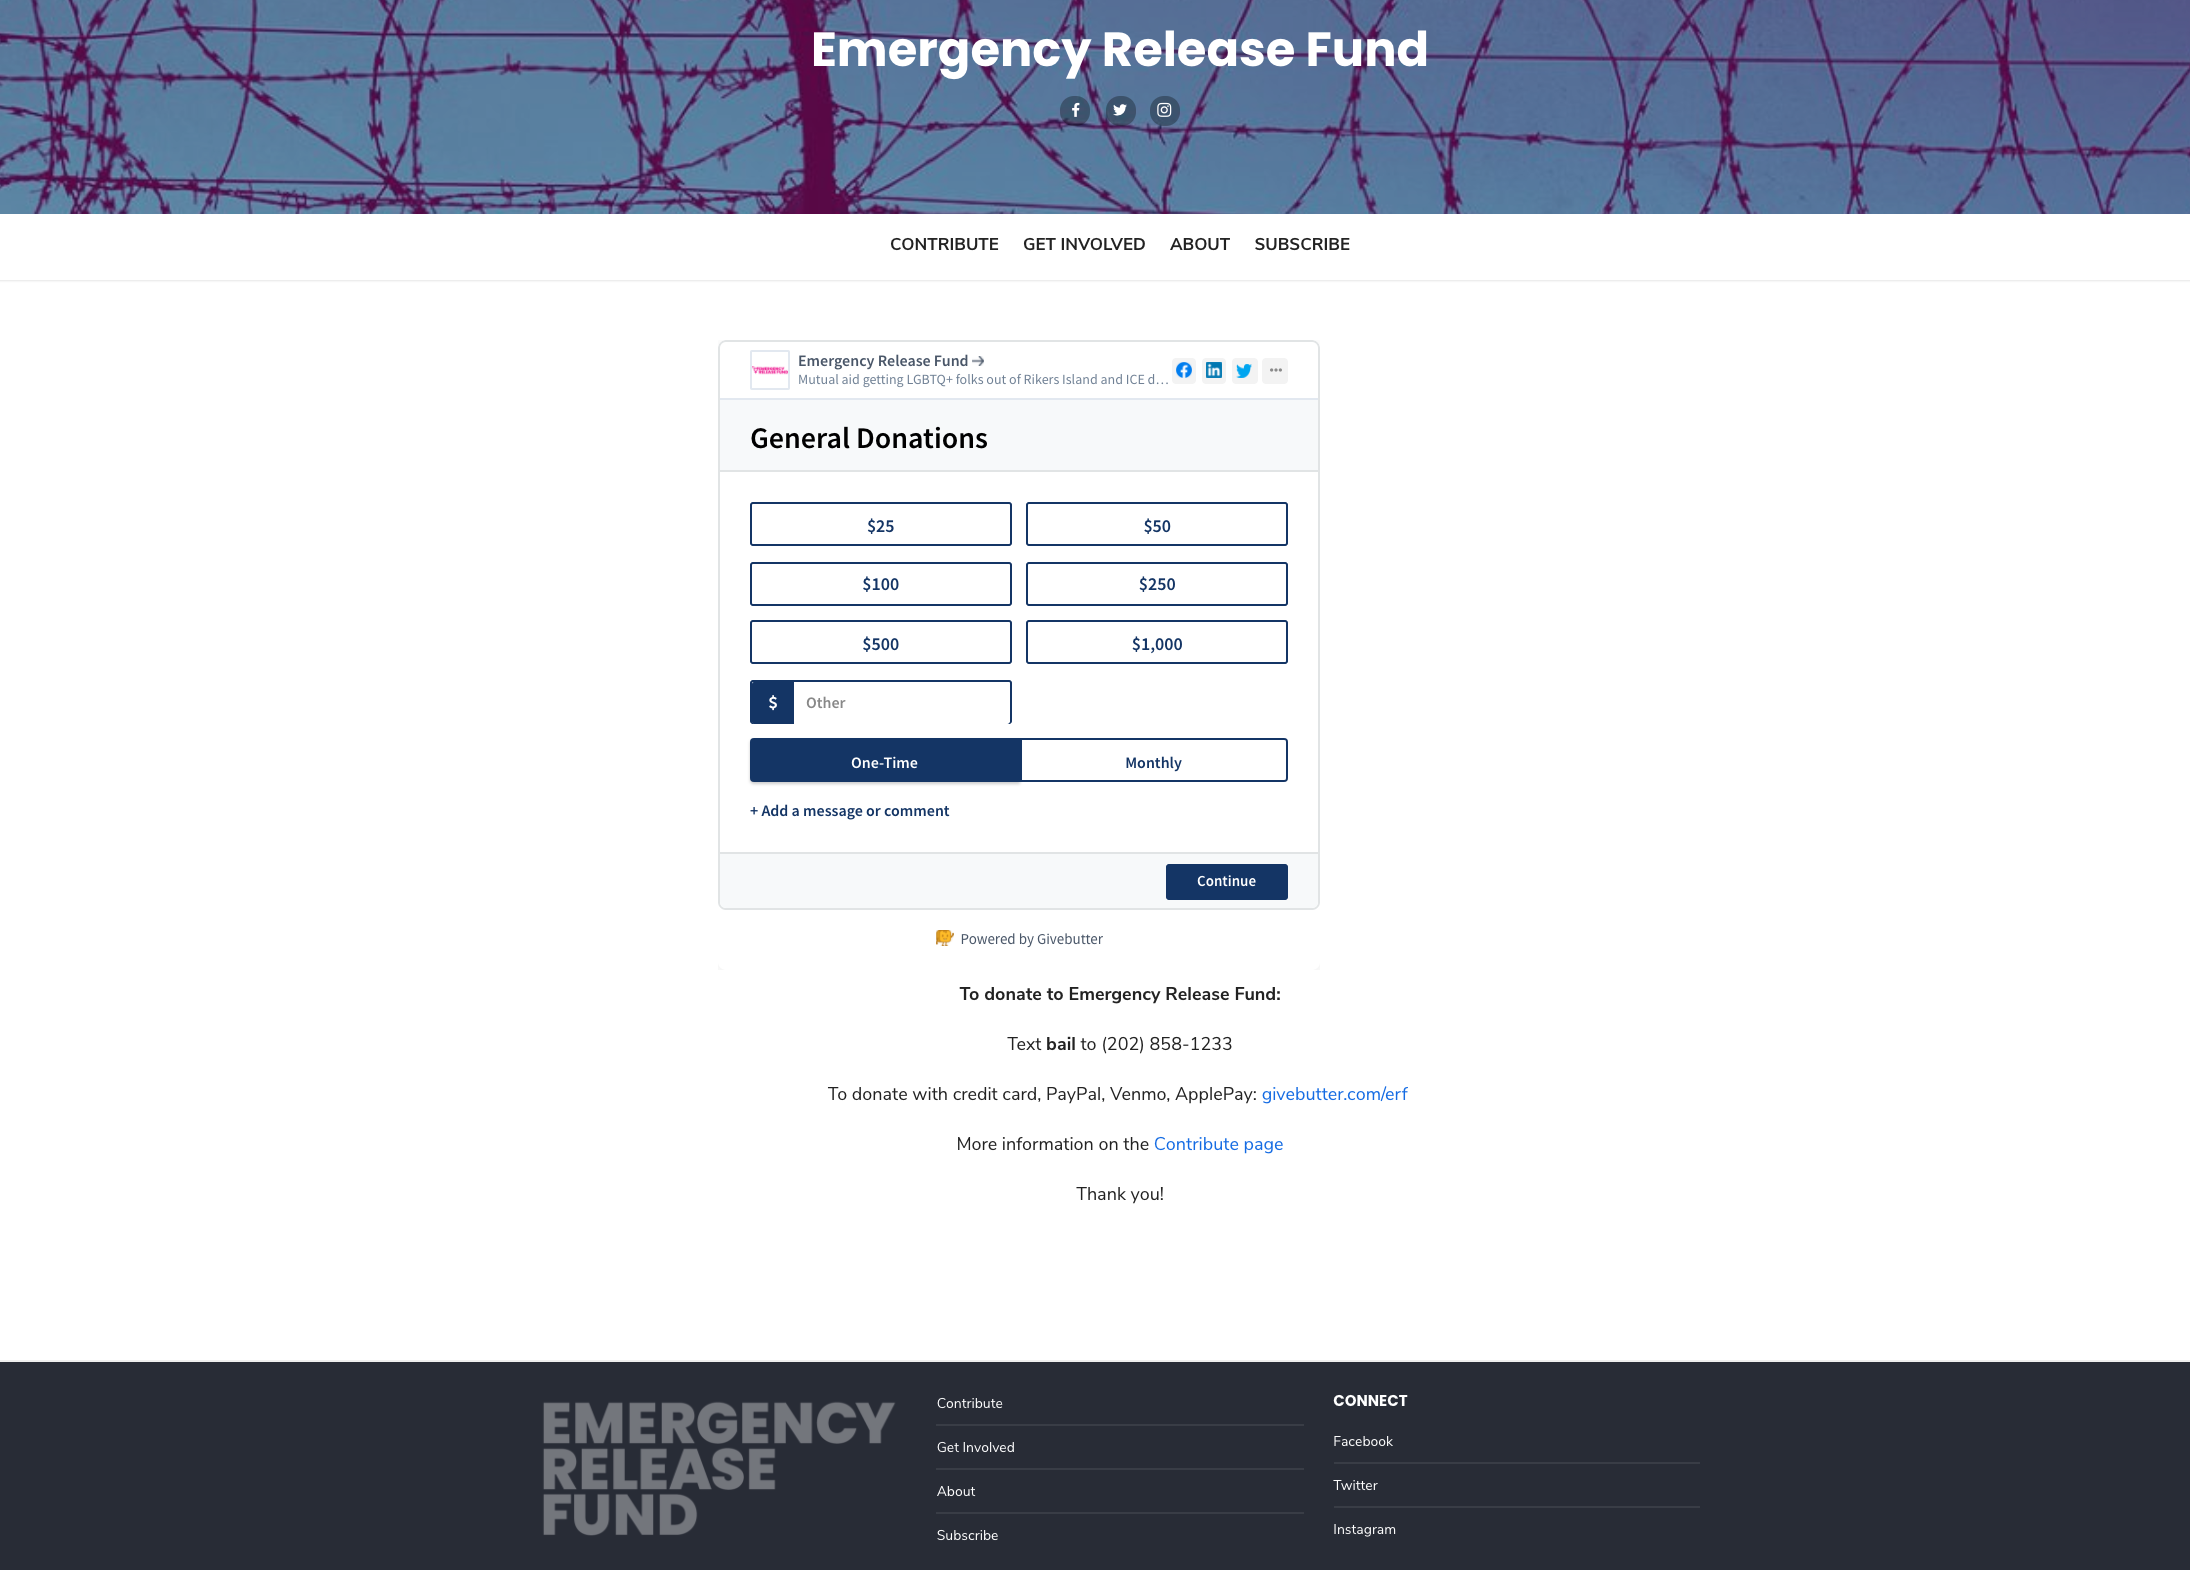 Emergency Release Fund
CONTRIBUTE GET INVOLVED ABOUT SUBSCRIBE
Emergency Release Fund
Mutual aid getting LGBTQ+ folks out of Rikers Island and ICE d…
General Donations
$25 $50
$100 $250
$500 $1,000
$ Other
One-Time Monthly
+ Add a message or comment
Continue
Powered by Givebutter
To donate to Emergency Release Fund:
Text bail to (202) 858-1233
To donate with credit card, PayPal, Venmo, ApplePay: givebutter.com/erf
More information on the Contribute page
Thank you!
EMERGENCY
RELEASE
FUND
Contribute
Get Involved
About
Subscribe
CONNECT
Facebook
Twitter
Instagram